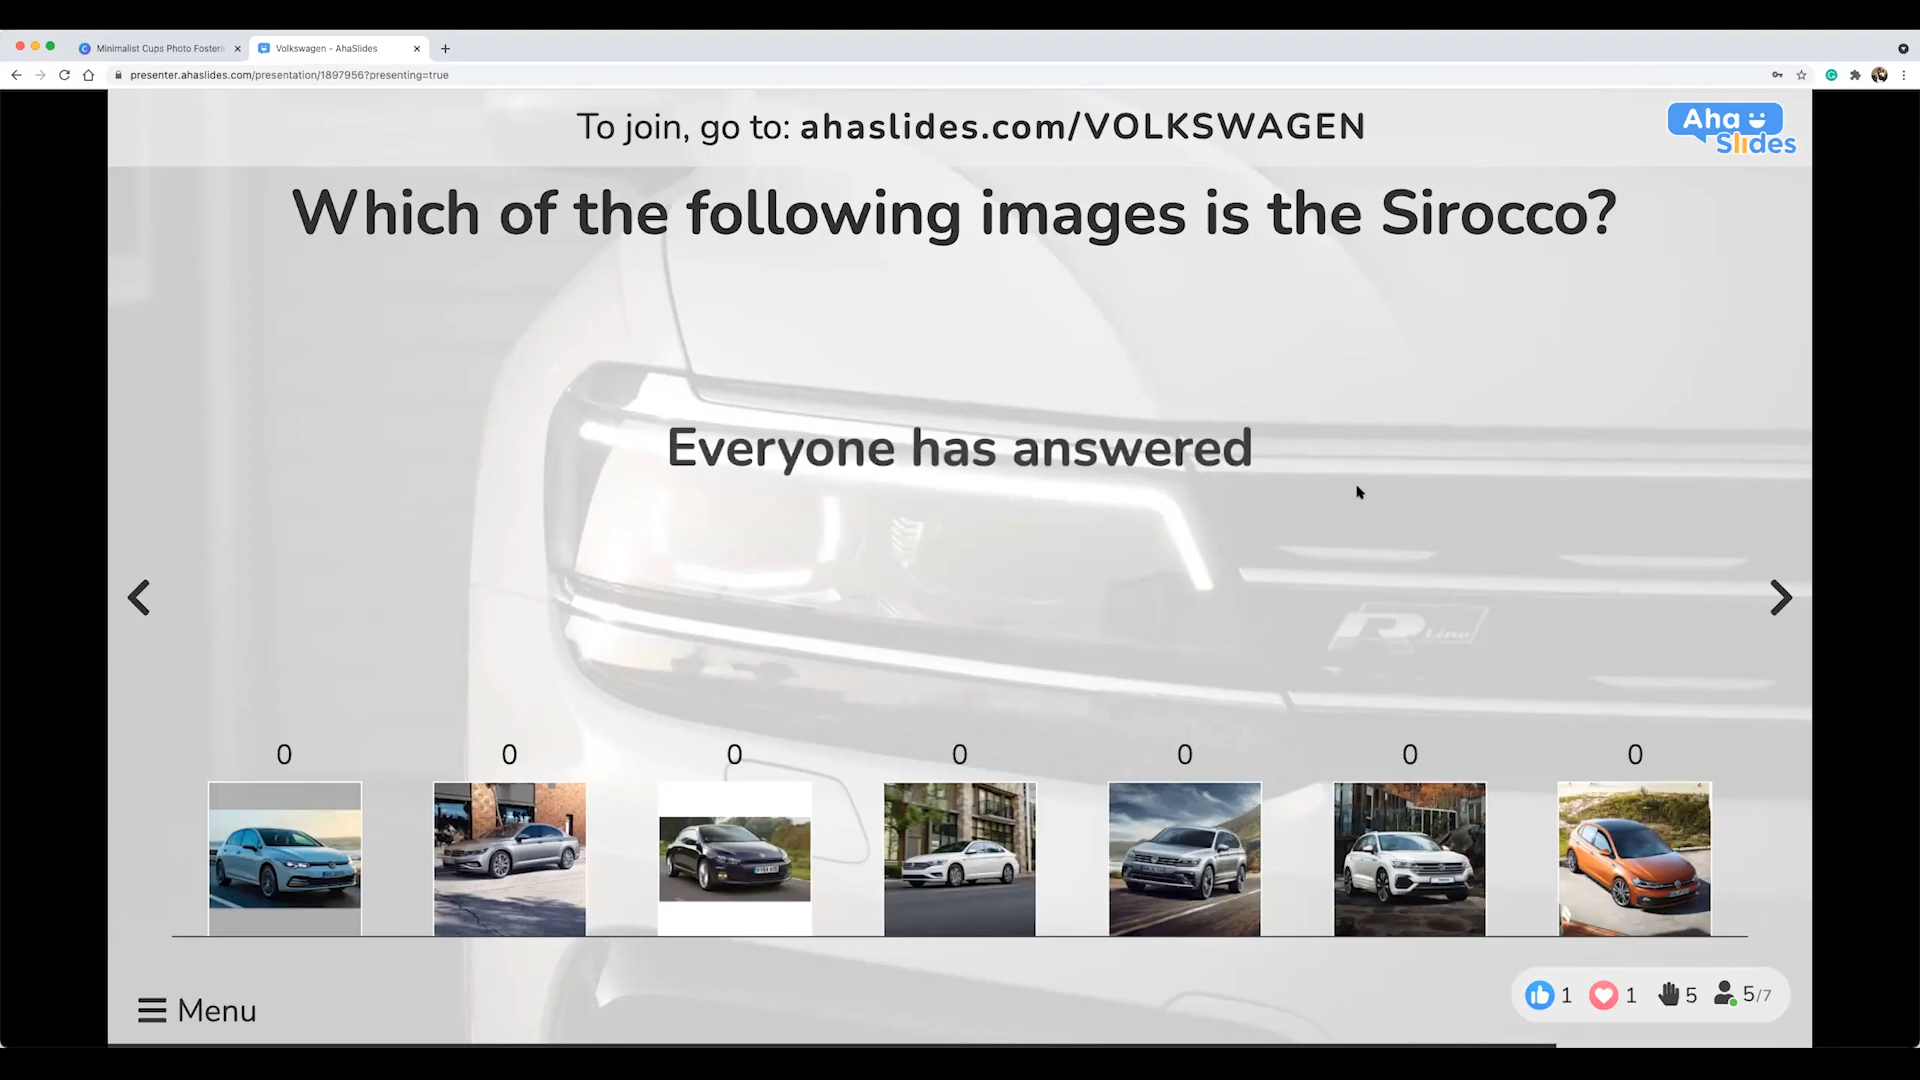 Minimalist Cups Photo Fosterin
Volkswagen - AhaSlides
presenter.ahaslides.com/presentation/1897956?presenting=true
To join, go to: ahaslides.com/VOLKSWAGEN
Aha Slides
Which of the following images is the Sirocco?
Everyone has answered
R Line
0 0 0 0 0 0 0
Menu
1 1 5 5/7